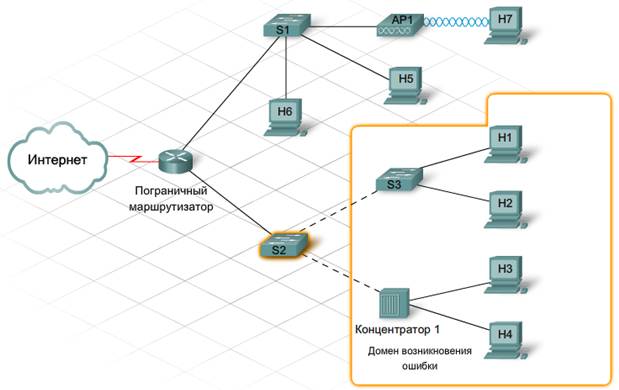 S1
AP1
H7
H5
H6
Интернет
Пограничный
маршрутизатор
H1
S3
H2
S2
H3
Концентратор 1
H4
Домен возникновения
ошибки